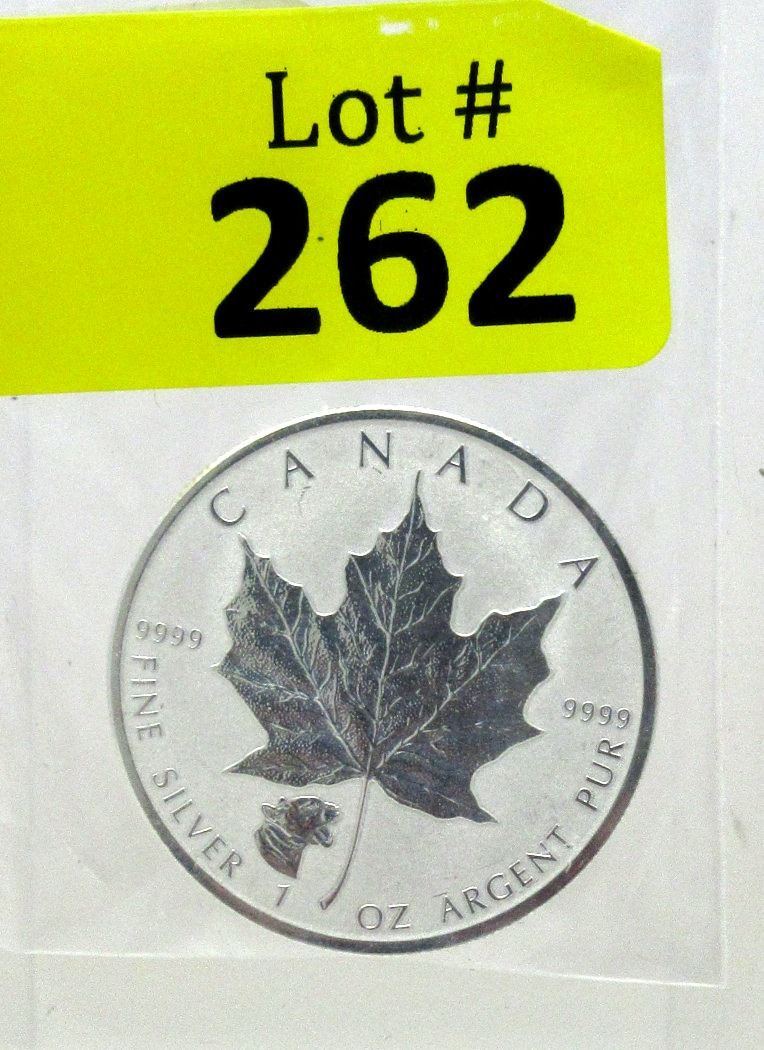 Lot #
262
CANADA
9999
9999
FINE SILVER 1 OZ ARGENT PUR